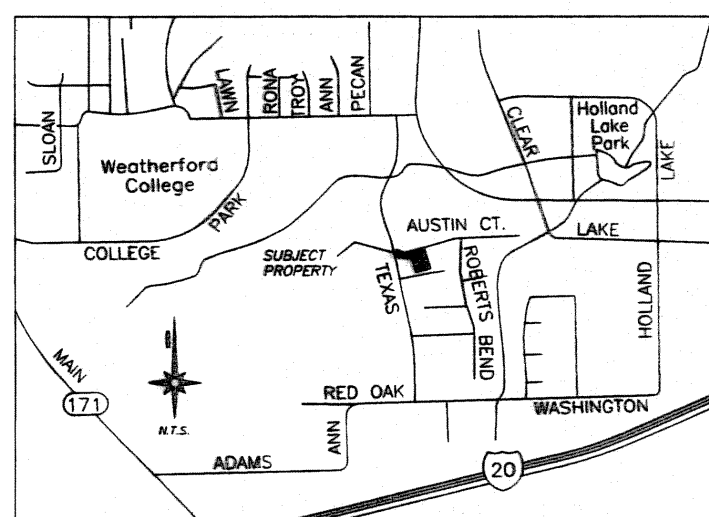 SLOAN
LAWN
RONA
TROY
ANN
PECAN
CLEAR
Holland
Lake
Park
LAKE
Weatherford
College
PARK
COLLEGE
AUSTIN CT.
LAKE
SUBJECT
PROPERTY
TEXAS
ROBERTS BEND
HOLLAND
MAIN
171
N.T.S.
RED OAK
WASHINGTON
ANN
ADAMS
20